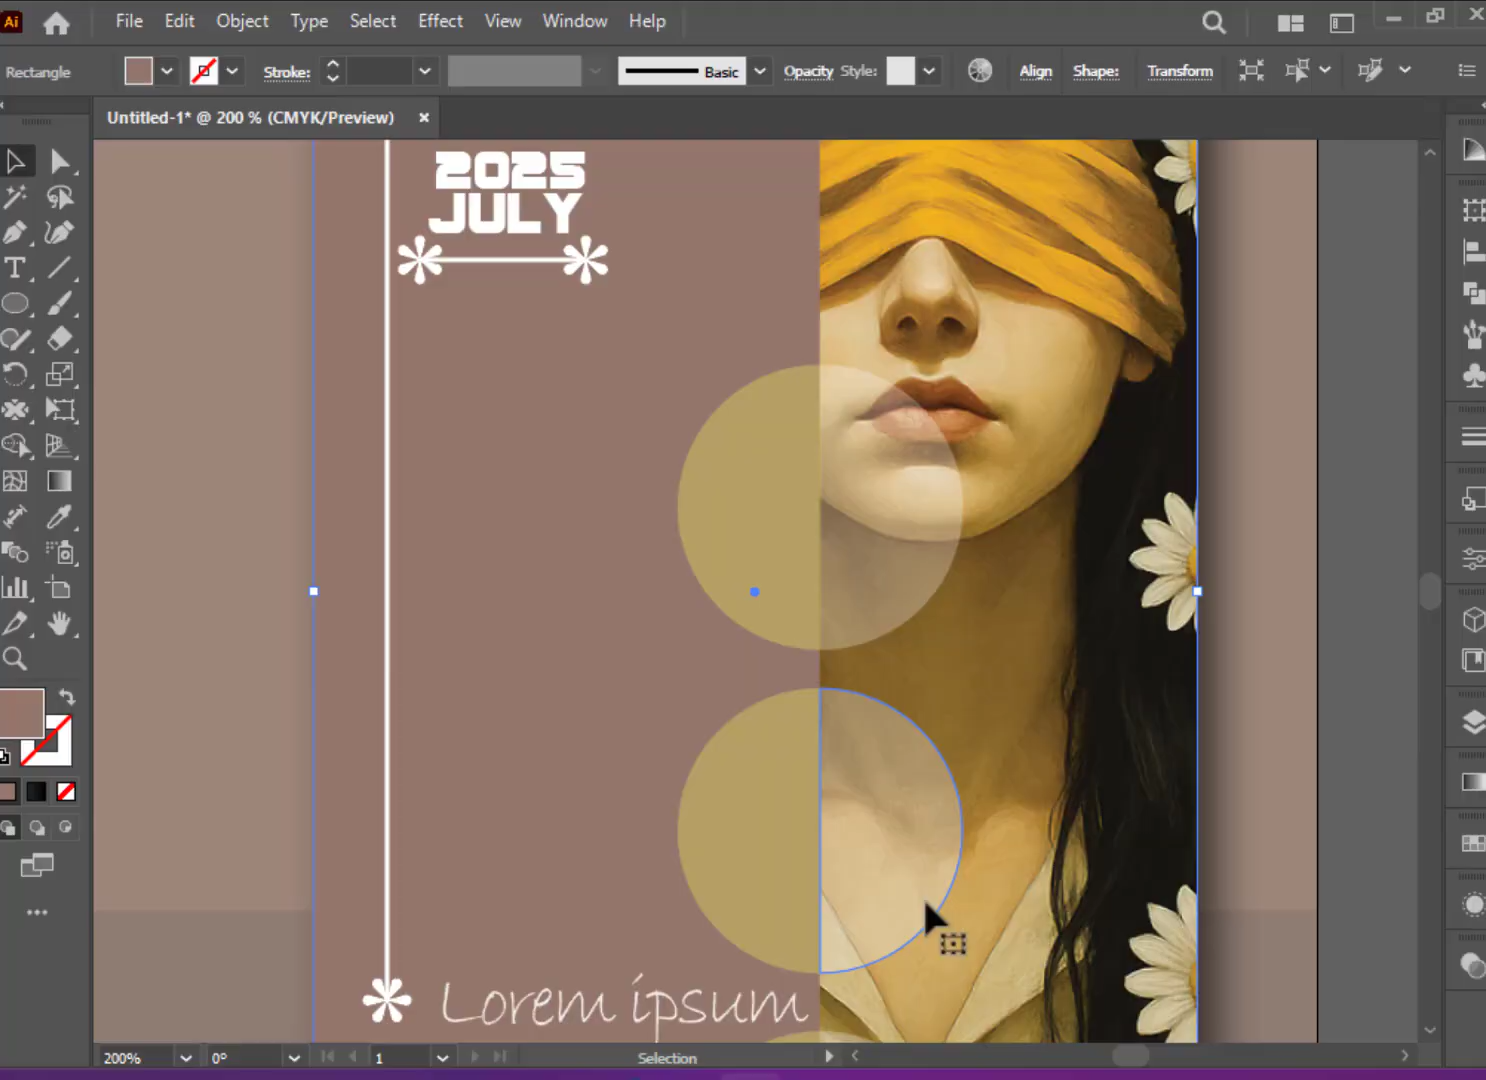 Ai File Edit Object Type Select Effect View Window Help
Rectangle Stroke: Basic Opacity Style: Align Shape: Transform
Untitled-1* @ 200 % (CMYK/Preview) ×
2025
JULY
Lorem ipsum
200% 0° 1 Selection